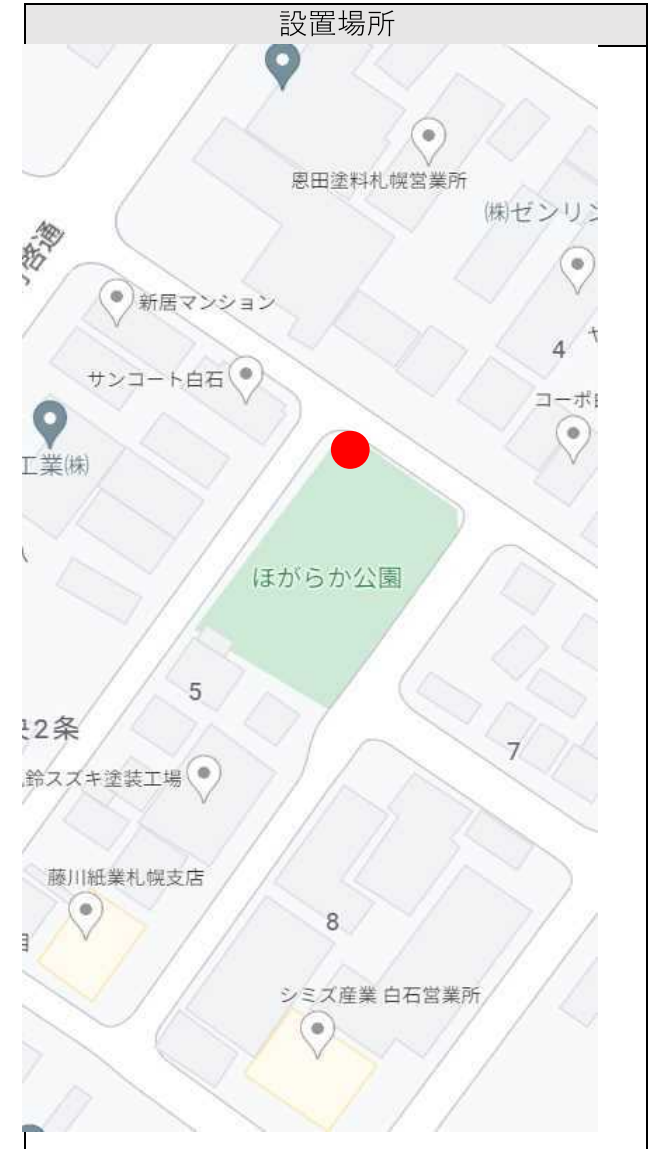 設置場所
恩田塗料札幌営業所
㈱ゼンリン
啓通
新居マンション
4
サンコート白石
コーポ
工業㈱
ほがらか公園
5
2条
7
鈴スズキ塗装工場
藤川紙業札幌支店
8
シミズ産業 白石営業所